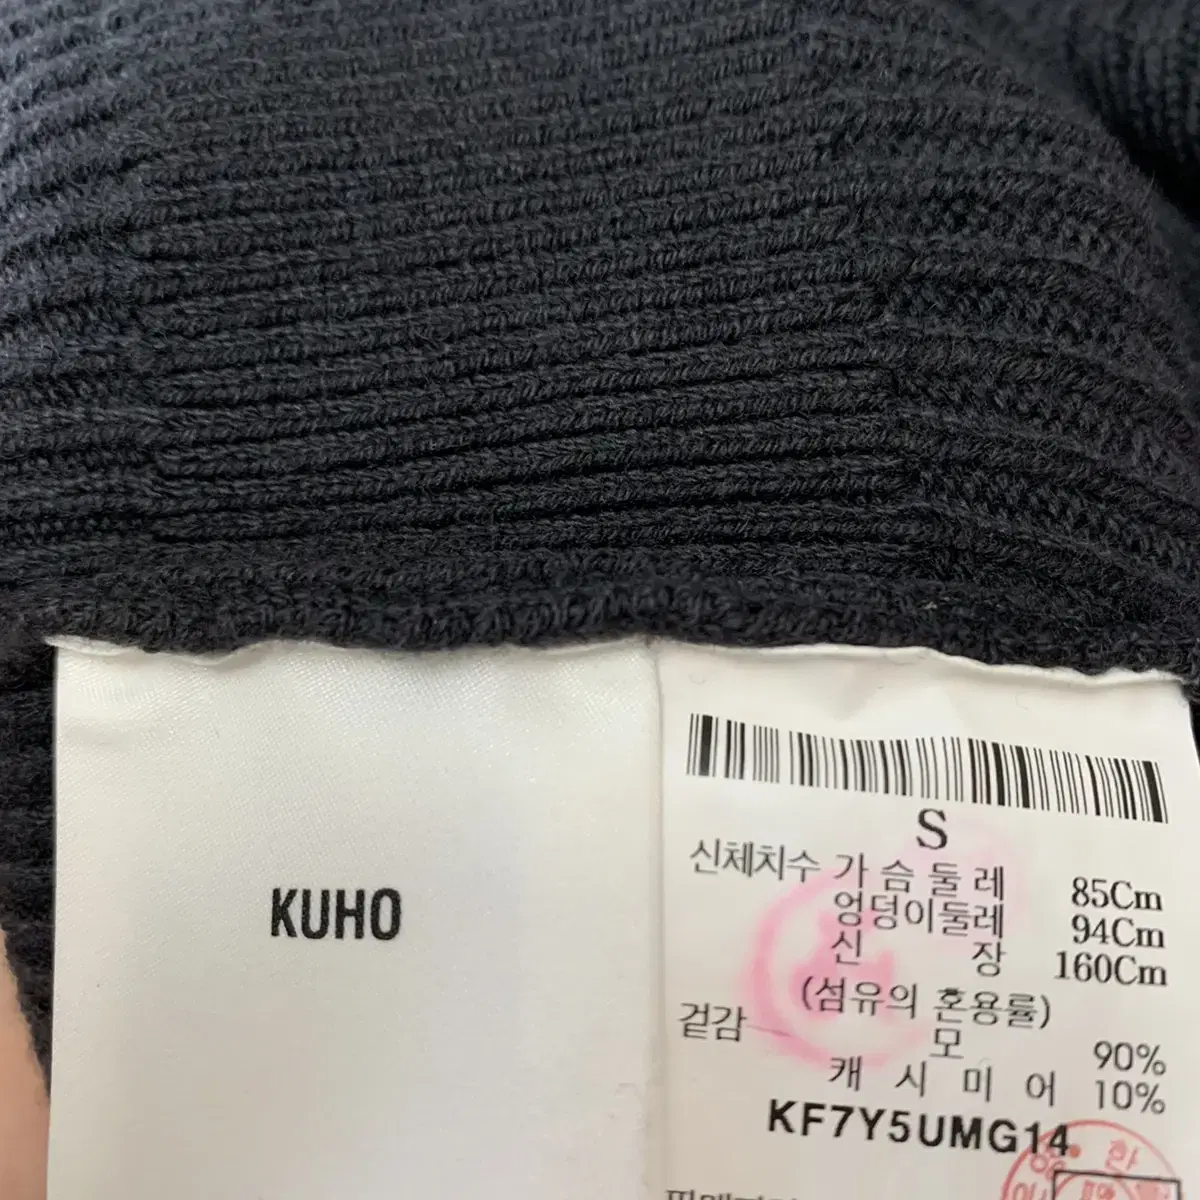 KUHO
S
신체치수 가슴둘레 85Cm
엉덩이둘레 94Cm
신장 160Cm
(섬유의 혼용률)
겉감 모 90%
캐시미어 10%
KF7Y5UMG14